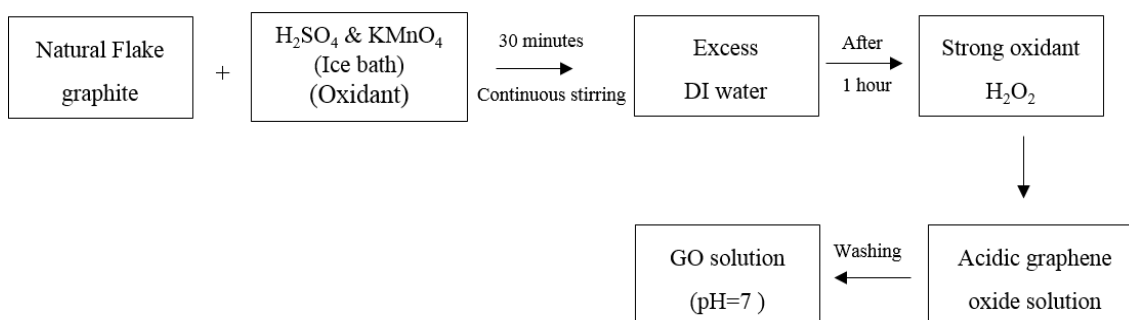 Natural Flake
graphite
+
H₂SO₄ & KMnO₄
(Ice bath)
(Oxidant)
30 minutes
Continuous stirring
Excess
DI water
After
1 hour
Strong oxidant
H₂O₂
Acidic graphene
oxide solution
Washing
GO solution
(pH=7 )